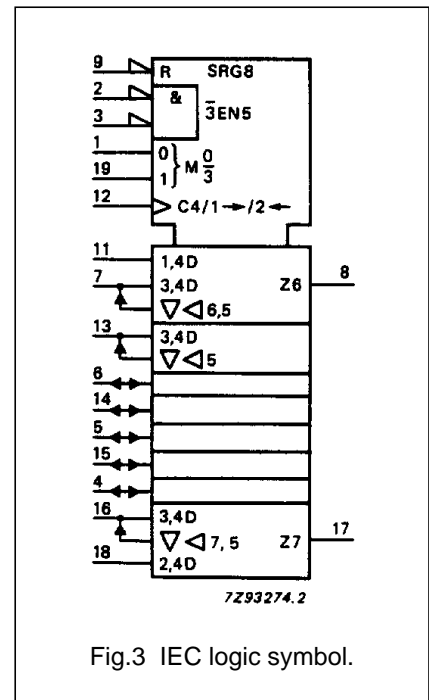 9 R SRG8
2 &
3̅EN5
3
1 0
} M 0/3
19 1
12 C4/1→/2←
11 1,4D
7 3,4D Z6 8
▽ ◁ 6,5
13 3,4D
▽ ◁ 5
6
14
5
15
4
16 3,4D
▽ ◁ 7, 5 Z7 17
18 2,4D
7Z93274.2
Fig.3 IEC logic symbol.